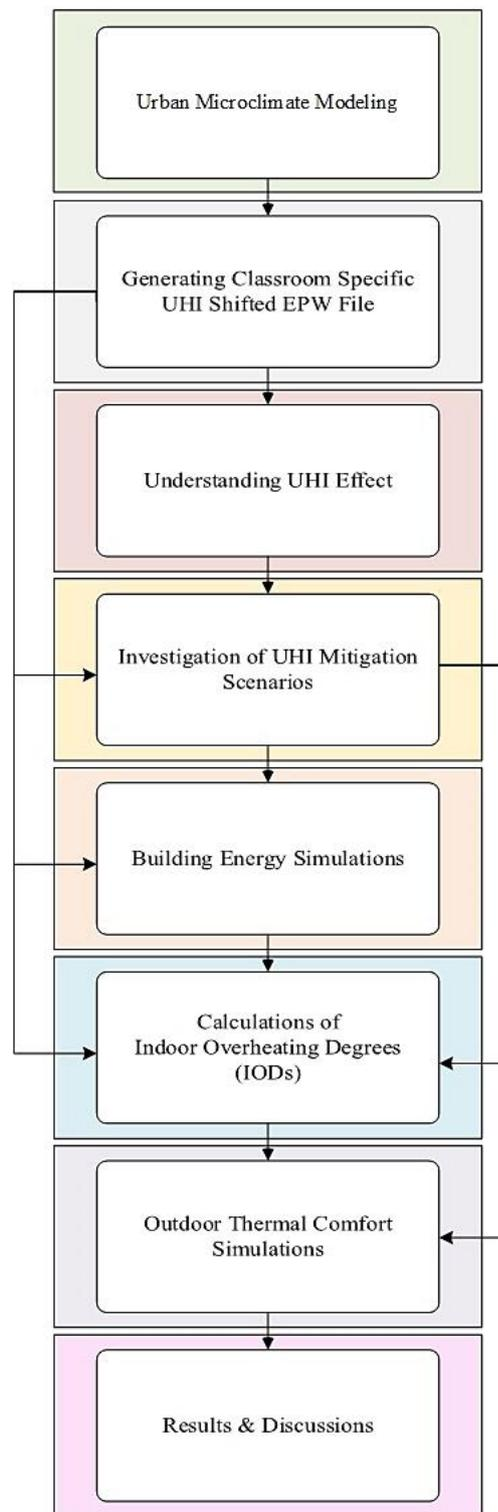 Urban Microclimate Modeling
Generating Classroom Specific
UHI Shifted EPW File
Understanding UHI Effect
Investigation of UHI Mitigation
Scenarios
Building Energy Simulations
Calculations of
Indoor Overheating Degrees
(IODs)
Outdoor Thermal Comfort
Simulations
Results & Discussions